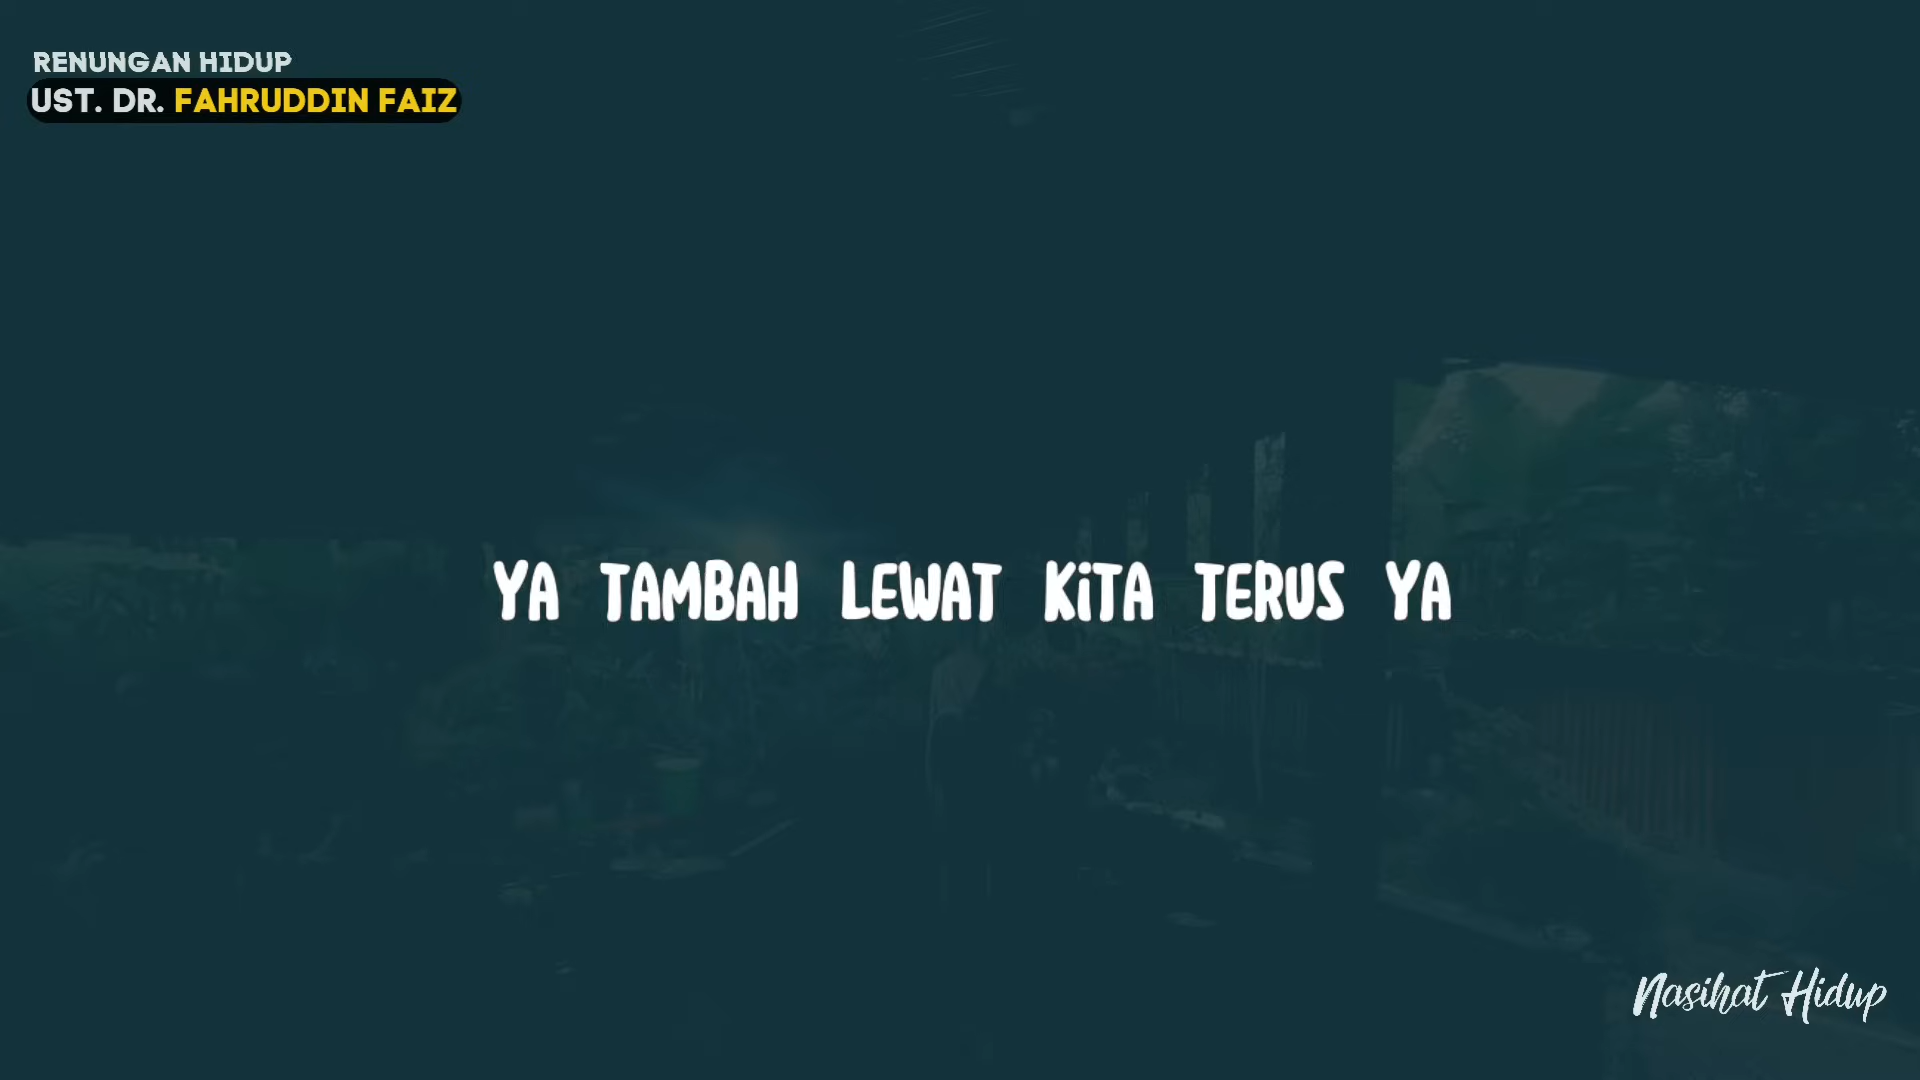 RENUNGAN HIDUP
UST. DR. FAHRUDDIN FAIZ
YA TAMBAH LEWAT KiTA TERUS YA
Nasihat Hidup